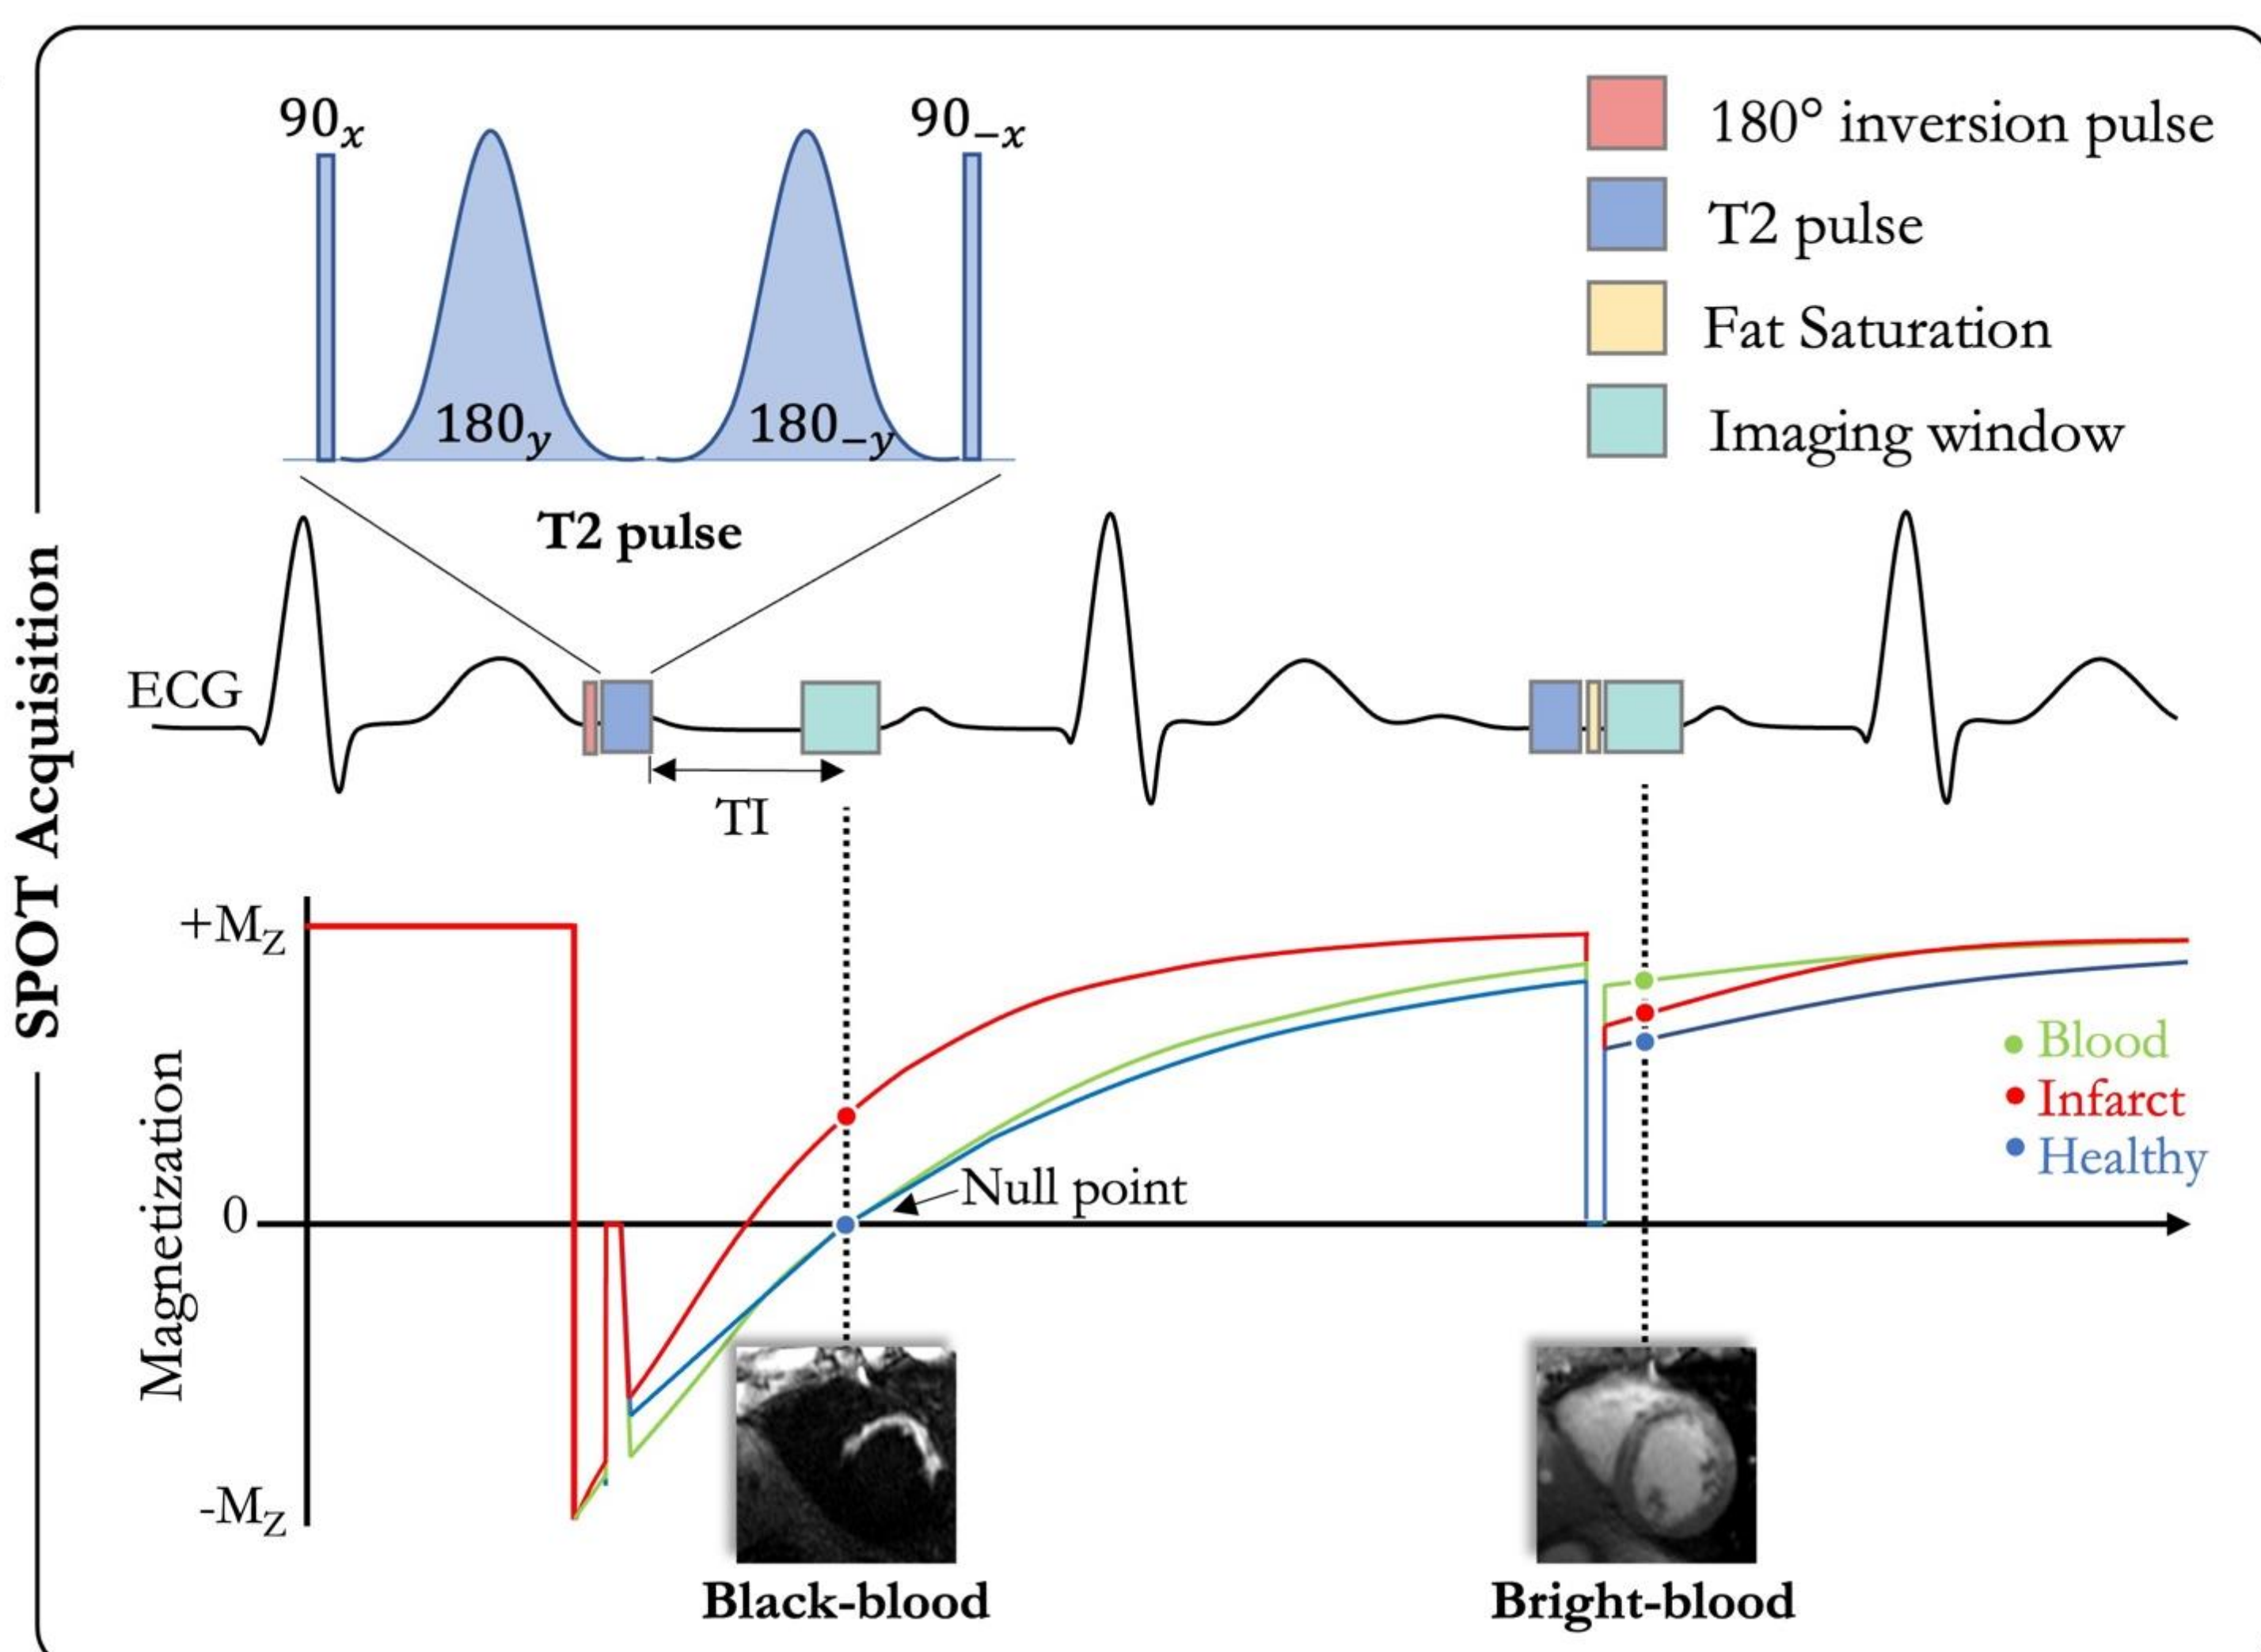 SPOT Acquisition
90x
90−x
180y
180−y
T2 pulse
180° inversion pulse
T2 pulse
Fat Saturation
Imaging window
ECG
TI
+MZ
0
-MZ
Magnetization
Null point
Blood
Infarct
Healthy
Black-blood
Bright-blood